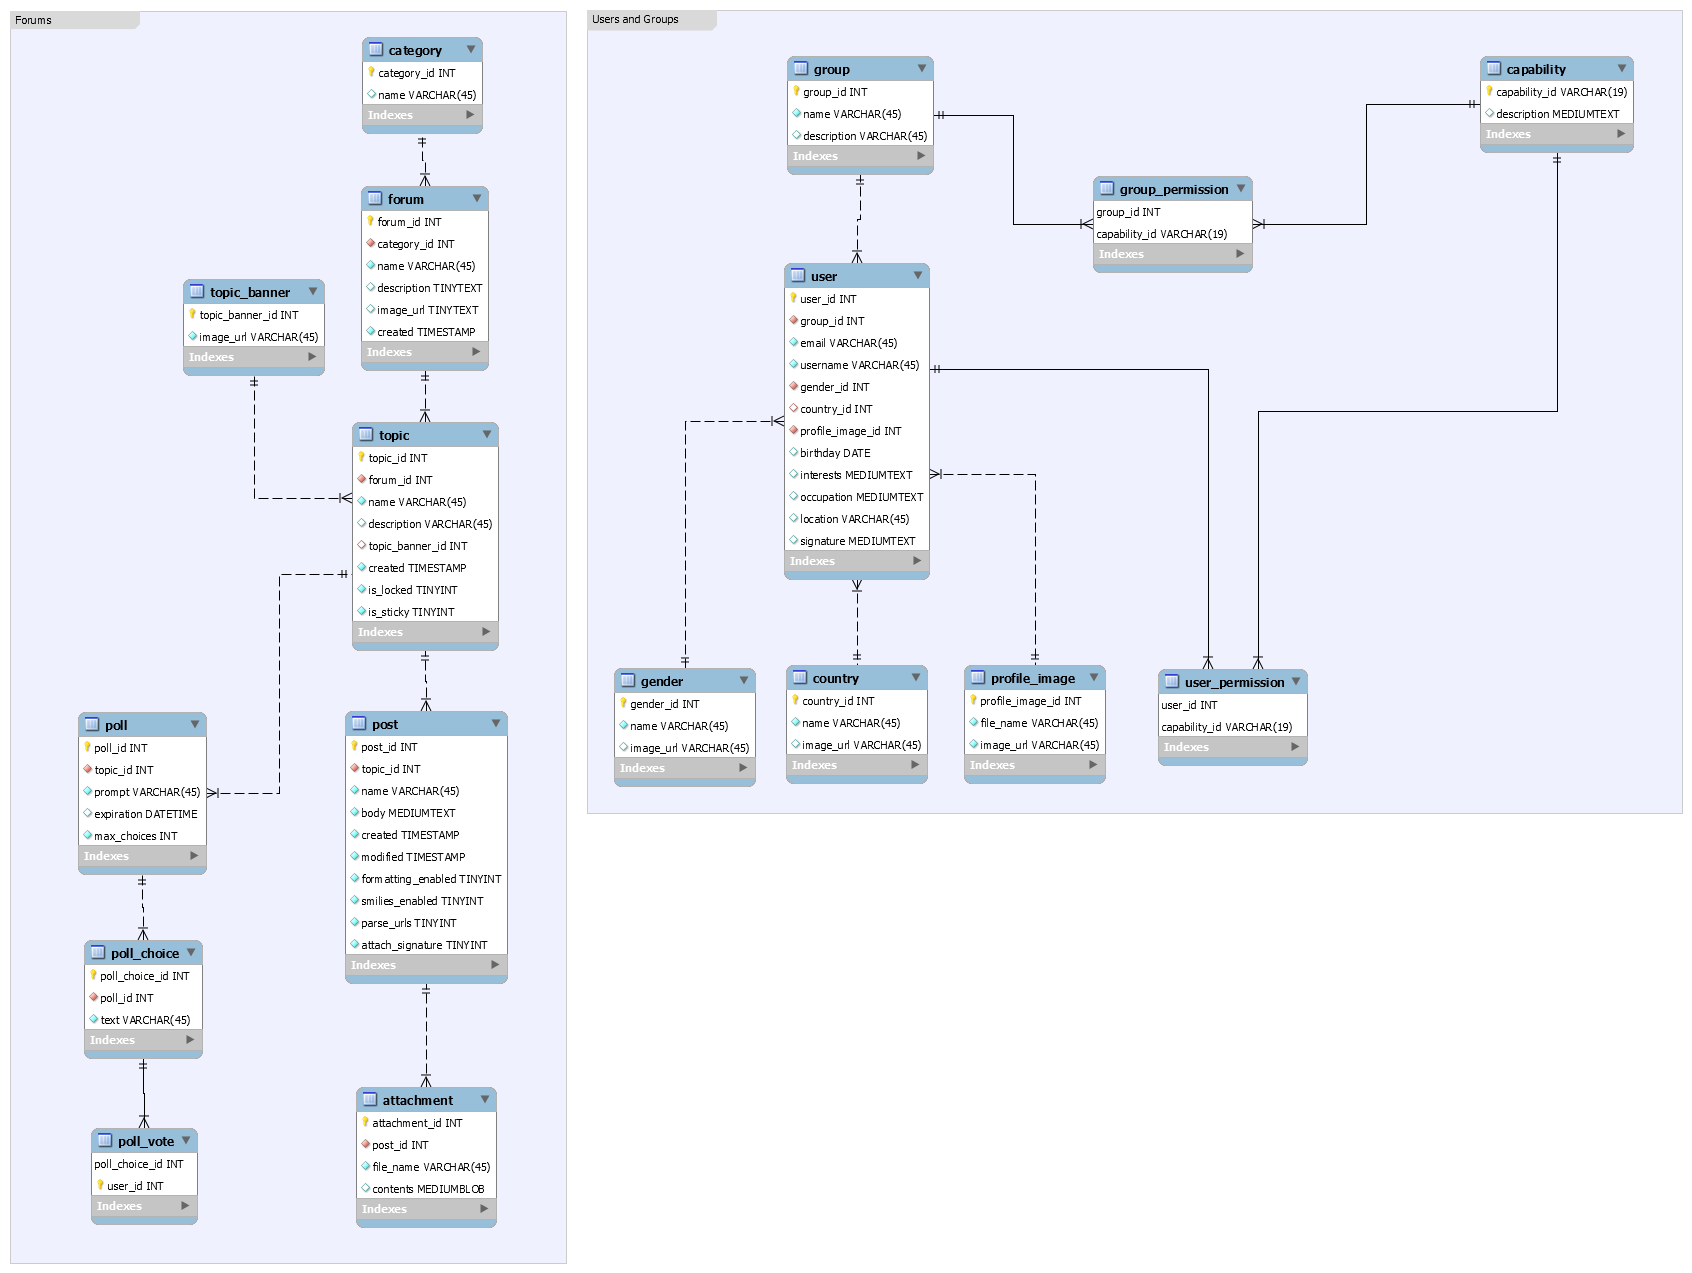 Forums
category
category_id INT
name VARCHAR(45)
Indexes
forum
forum_id INT
category_id INT
name VARCHAR(45)
description TINYTEXT
image_url TINYTEXT
created TIMESTAMP
Indexes
topic_banner
topic_banner_id INT
image_url VARCHAR(45)
Indexes
topic
topic_id INT
forum_id INT
name VARCHAR(45)
description VARCHAR(45)
topic_banner_id INT
created TIMESTAMP
is_locked TINYINT
is_sticky TINYINT
Indexes
poll
poll_id INT
topic_id INT
prompt VARCHAR(45)
expiration DATETIME
max_choices INT
Indexes
post
post_id INT
topic_id INT
name VARCHAR(45)
body MEDIUMTEXT
created TIMESTAMP
modified TIMESTAMP
formatting_enabled TINYINT
smilies_enabled TINYINT
parse_urls TINYINT
attach_signature TINYINT
Indexes
poll_choice
poll_choice_id INT
poll_id INT
text VARCHAR(45)
Indexes
poll_vote
poll_choice_id INT
user_id INT
Indexes
attachment
attachment_id INT
post_id INT
file_name VARCHAR(45)
contents MEDIUMBLOB
Indexes
Users and Groups
group
group_id INT
name VARCHAR(45)
description VARCHAR(45)
Indexes
capability
capability_id VARCHAR(19)
description MEDIUMTEXT
Indexes
group_permission
group_id INT
capability_id VARCHAR(19)
Indexes
user
user_id INT
group_id INT
email VARCHAR(45)
username VARCHAR(45)
gender_id INT
country_id INT
profile_image_id INT
birthday DATE
interests MEDIUMTEXT
occupation MEDIUMTEXT
location VARCHAR(45)
signature MEDIUMTEXT
Indexes
gender
gender_id INT
name VARCHAR(45)
image_url VARCHAR(45)
Indexes
country
country_id INT
name VARCHAR(45)
image_url VARCHAR(45)
Indexes
profile_image
profile_image_id INT
file_name VARCHAR(45)
image_url VARCHAR(45)
Indexes
user_permission
user_id INT
capability_id VARCHAR(19)
Indexes